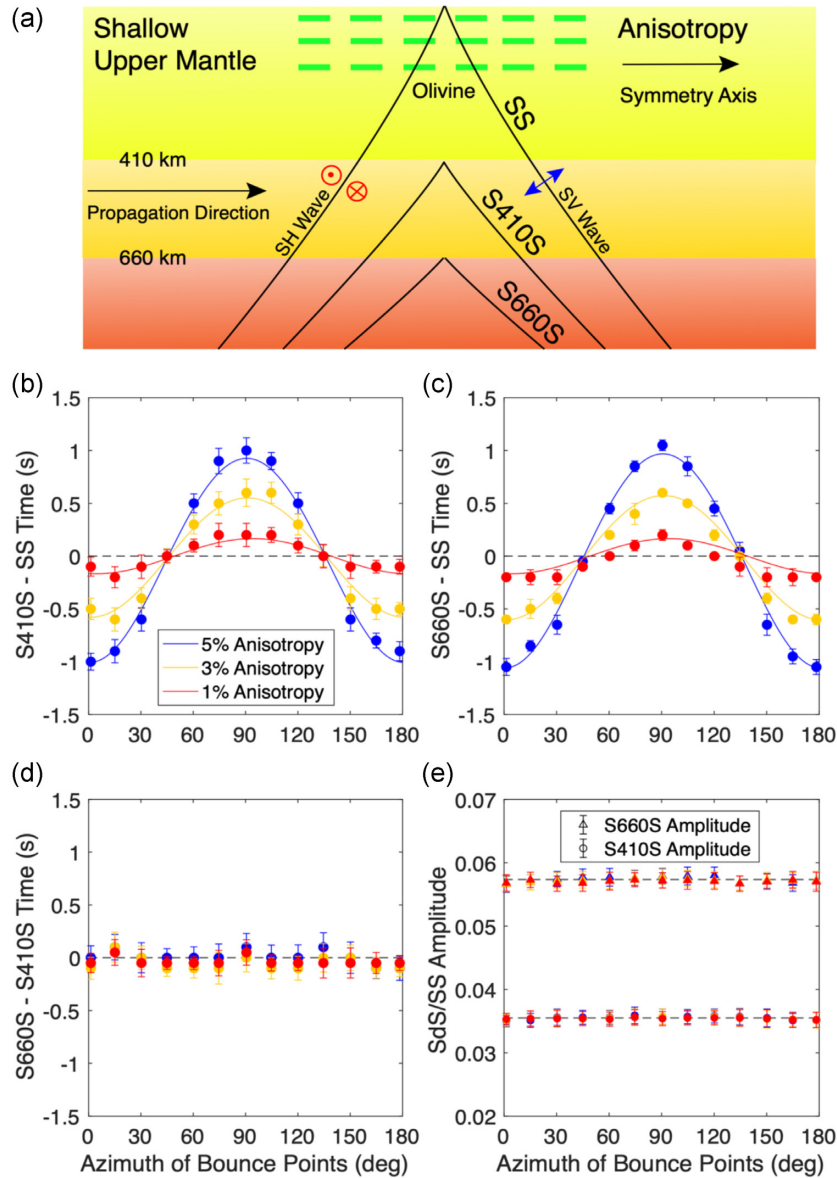 (a)
Shallow
Upper Mantle
Anisotropy
Symmetry Axis
Olivine
SS
410 km
Propagation Direction
SH Wave
SV Wave
S410S
660 km
S660S
(b)
S410S - SS Time (s)
1.5
1
0.5
0
-0.5
-1
-1.5
5% Anisotropy
3% Anisotropy
1% Anisotropy
0 30 60 90 120 150 180
(c)
S660S - SS Time (s)
1.5
1
0.5
0
-0.5
-1
-1.5
0 30 60 90 120 150 180
(d)
S660S - S410S Time (s)
1.5
1
0.5
0
-0.5
-1
-1.5
0 30 60 90 120 150 180
Azimuth of Bounce Points (deg)
(e)
SdS/SS Amplitude
0.07
0.06
0.05
0.04
0.03
0.02
S660S Amplitude
S410S Amplitude
0 30 60 90 120 150 180
Azimuth of Bounce Points (deg)